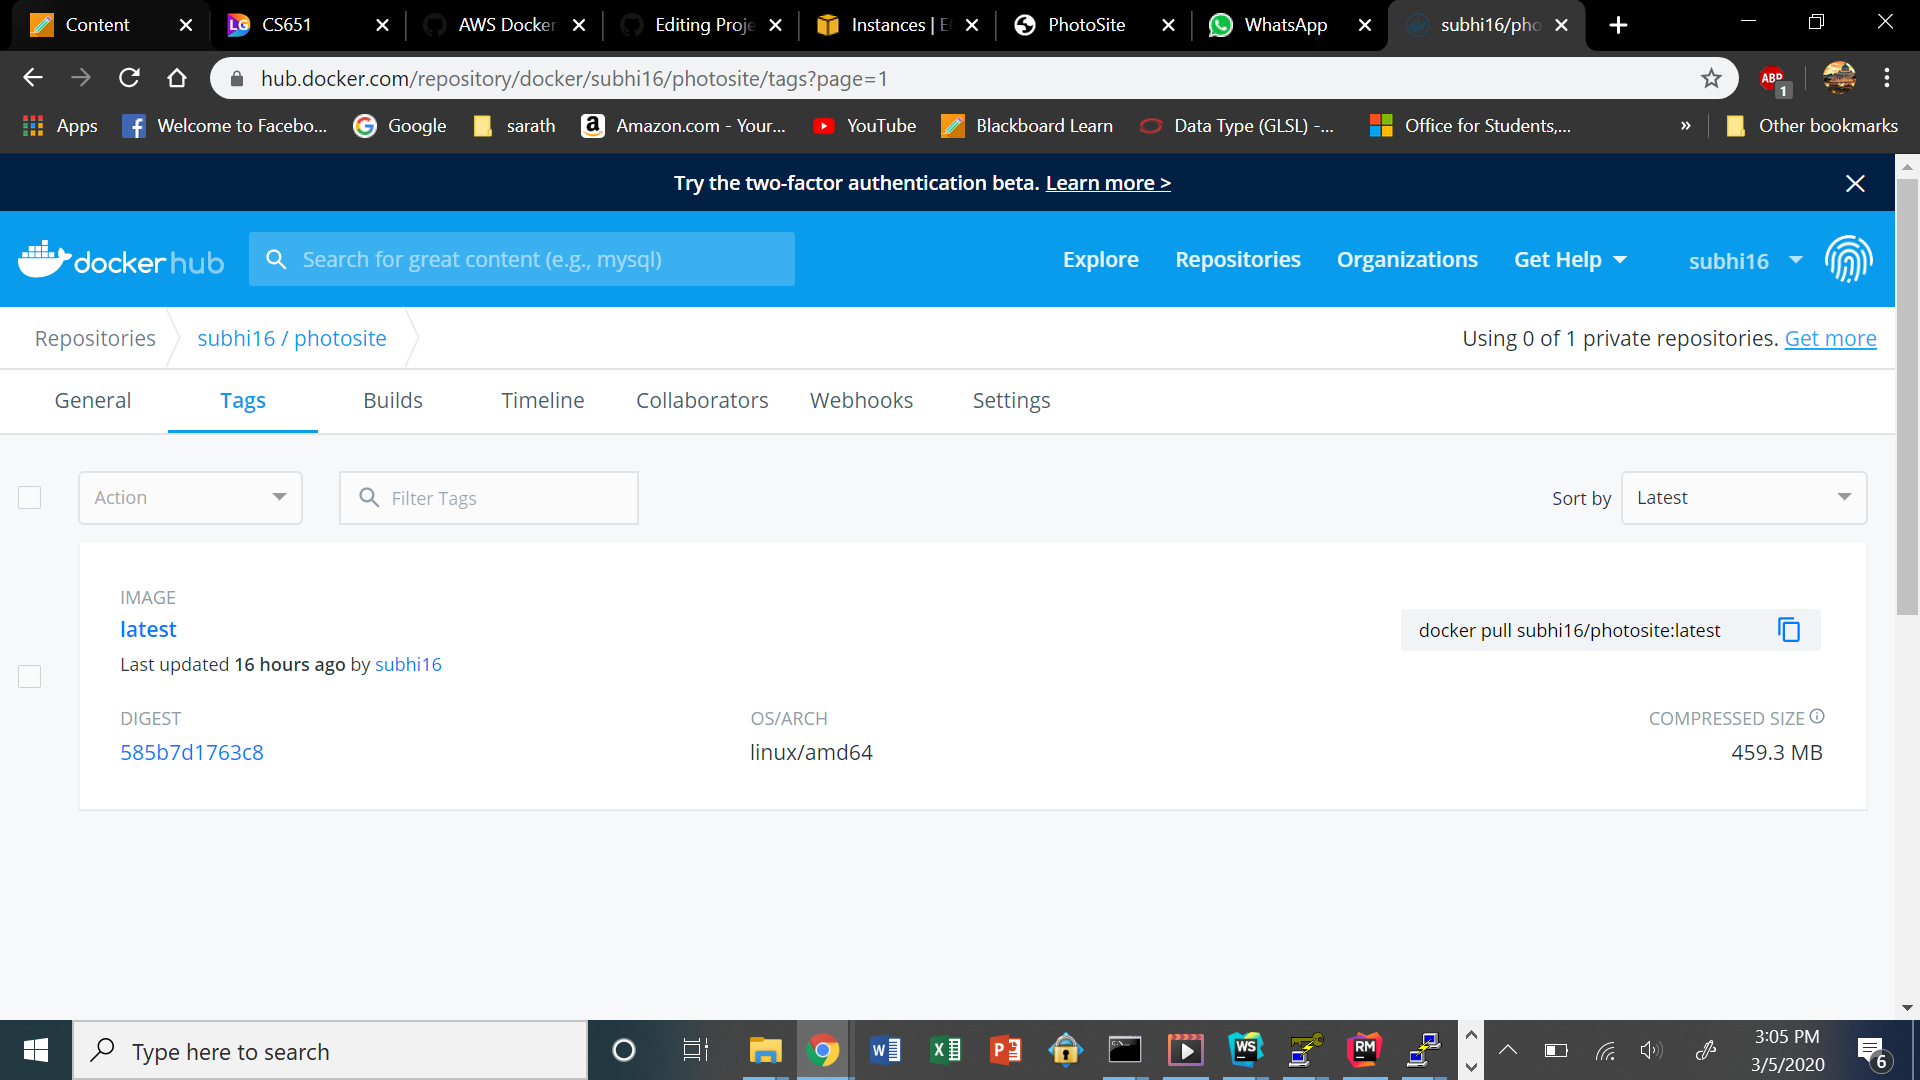 Content
CS651
AWS Docker
Editing Proje
Instances | E
PhotoSite
WhatsApp
subhi16/pho
hub.docker.com/repository/docker/subhi16/photosite/tags?page=1
ABP
1
Apps
Welcome to Facebo...
Google
sarath
Amazon.com - Your...
YouTube
Blackboard Learn
Data Type (GLSL) -...
Office for Students,...
»
Other bookmarks
Try the two-factor authentication beta. Learn more >
docker hub
Search for great content (e.g., mysql)
Explore
Repositories
Organizations
Get Help
subhi16
Repositories
subhi16 / photosite
Using 0 of 1 private repositories. Get more
General
Tags
Builds
Timeline
Collaborators
Webhooks
Settings
Action
Filter Tags
Sort by
Latest
IMAGE
latest
docker pull subhi16/photosite:latest
Last updated 16 hours ago by subhi16
DIGEST
OS/ARCH
COMPRESSED SIZE
585b7d1763c8
linux/amd64
459.3 MB
Type here to search
WS
RM
3:05 PM
3/5/2020
6